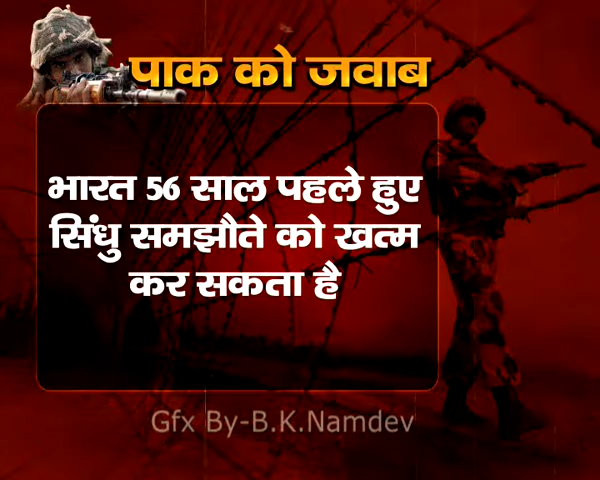 पाक को जवाब
भारत 56 साल पहले हुए
सिंधु समझौते को खत्म
कर सकता है
Gfx By-B.K.Namdev